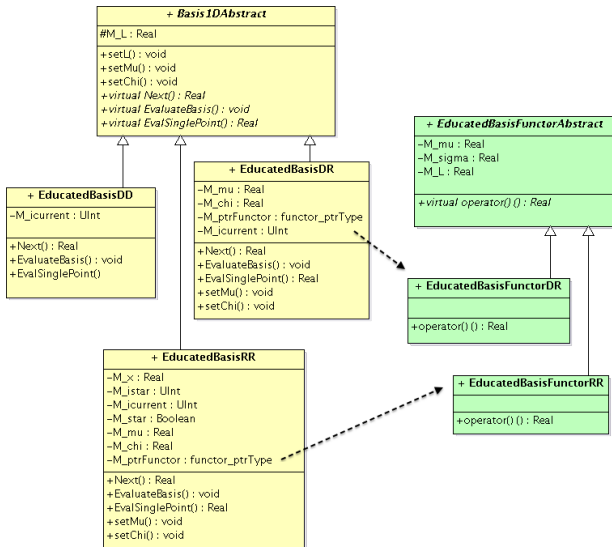 + Basis1DAbstract
#M_L : Real
+setL() : void
+setMu() : void
+setChi() : void
+virtual Next() : Real
+virtual EvaluateBasis() : void
+virtual EvalSinglePoint() : Real
+ EducatedBasisFunctorAbstract
-M_mu : Real
-M_sigma : Real
-M_L : Real
+virtual operator()() : Real
+ EducatedBasisDD
-M_icurrent : UInt
+Next() : Real
+EvaluateBasis() : void
+EvalSinglePoint()
+ EducatedBasisDR
-M_mu : Real
-M_chi : Real
-M_ptrFunctor : functor_ptrType
-M_icurrent : UInt
+Next() : Real
+EvaluateBasis() : void
+EvalSinglePoint() : Real
+setMu() : void
+setChi() : void
+ EducatedBasisFunctorDR
+operator()() : Real
+ EducatedBasisRR
-M_x : Real
-M_istar : UInt
-M_icurrent : UInt
-M_star : Boolean
-M_mu : Real
-M_chi : Real
-M_ptrFunctor : functor_ptrType
+Next() : Real
+EvaluateBasis() : void
+EvalSinglePoint() : Real
+setMu() : void
+setChi() : void
+ EducatedBasisFunctorRR
+operator()() : Real